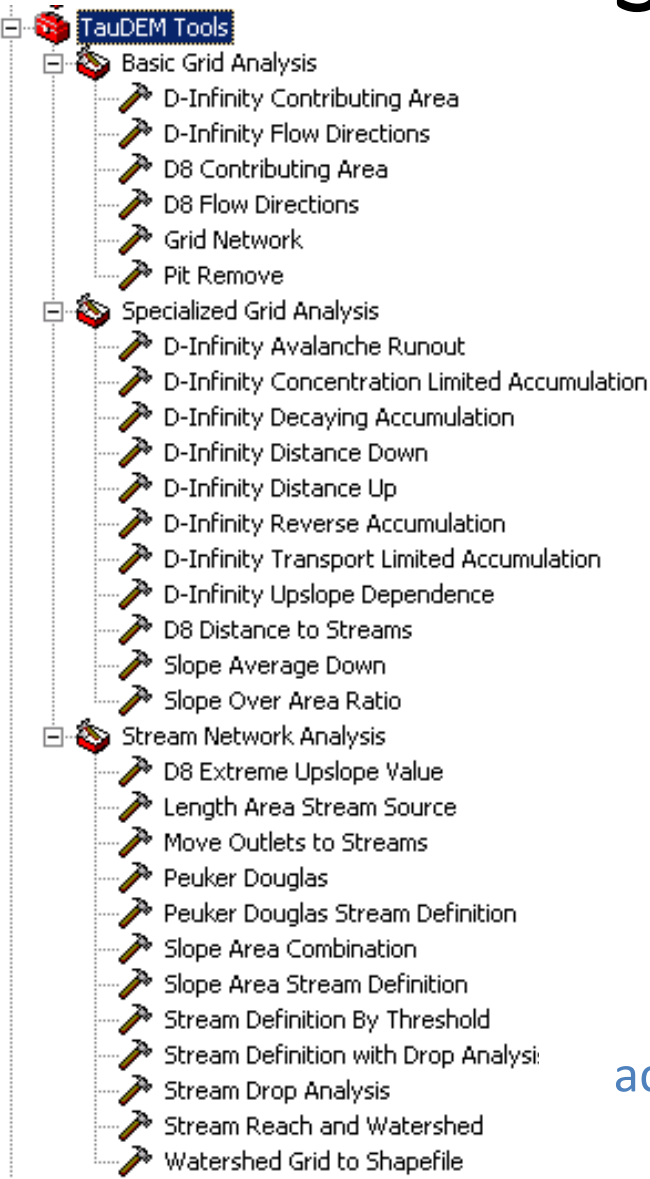 TauDEM Tools
Basic Grid Analysis
D-Infinity Contributing Area
D-Infinity Flow Directions
D8 Contributing Area
D8 Flow Directions
Grid Network
Pit Remove
Specialized Grid Analysis
D-Infinity Avalanche Runout
D-Infinity Concentration Limited Accumulation
D-Infinity Decaying Accumulation
D-Infinity Distance Down
D-Infinity Distance Up
D-Infinity Reverse Accumulation
D-Infinity Transport Limited Accumulation
D-Infinity Upslope Dependence
D8 Distance to Streams
Slope Average Down
Slope Over Area Ratio
Stream Network Analysis
D8 Extreme Upslope Value
Length Area Stream Source
Move Outlets to Streams
Peuker Douglas
Peuker Douglas Stream Definition
Slope Area Combination
Slope Area Stream Definition
Stream Definition By Threshold
Stream Definition with Drop Analysi
Stream Drop Analysis
Stream Reach and Watershed
Watershed Grid to Shapefile